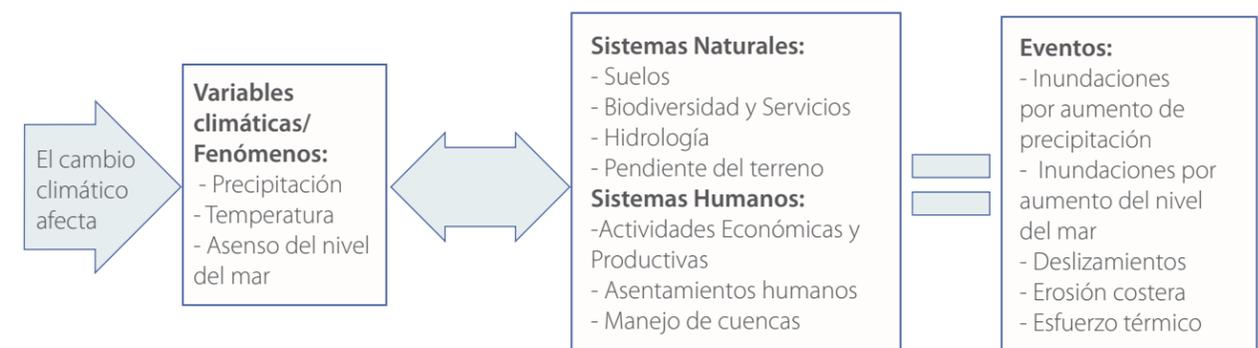 El cambio
climático
afecta
Variables
climáticas/
Fenómenos:
- Precipitación
- Temperatura
- Asenso del nivel
del mar
Sistemas Naturales:
- Suelos
- Biodiversidad y Servicios
- Hidrología
- Pendiente del terreno
Sistemas Humanos:
-Actividades Económicas y
Productivas
- Asentamientos humanos
- Manejo de cuencas
Eventos:
- Inundaciones
por aumento de
precipitación
- Inundaciones por
aumento del nivel
del mar
- Deslizamientos
- Erosión costera
- Esfuerzo térmico